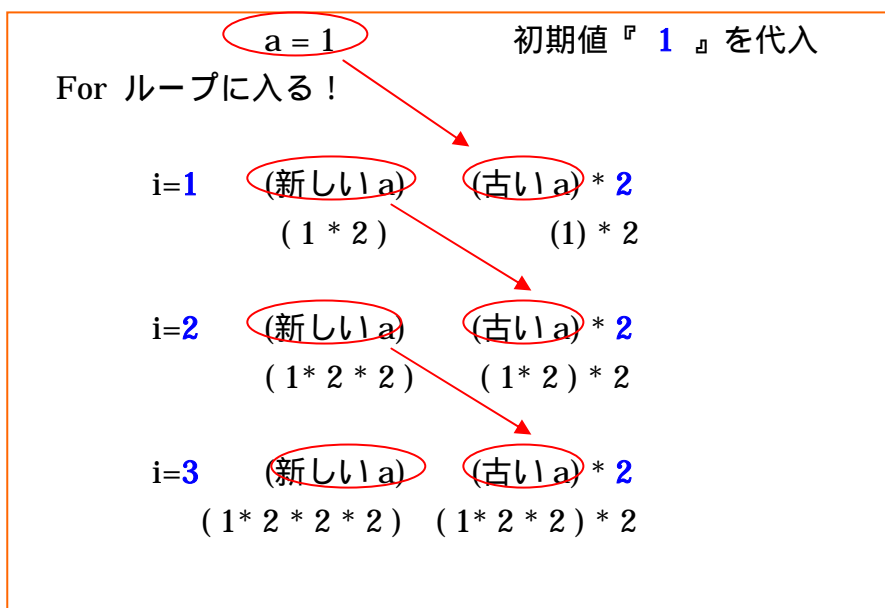 a = 1 初期値『 1 』を代入
For ループに入る！
i=1 (新しい a) (古い a) * 2
( 1 * 2 ) (1) * 2
i=2 (新しい a) (古い a) * 2
( 1* 2 * 2 ) ( 1* 2 ) * 2
i=3 (新しい a) (古い a) * 2
( 1* 2 * 2 * 2) ( 1* 2 * 2 ) * 2